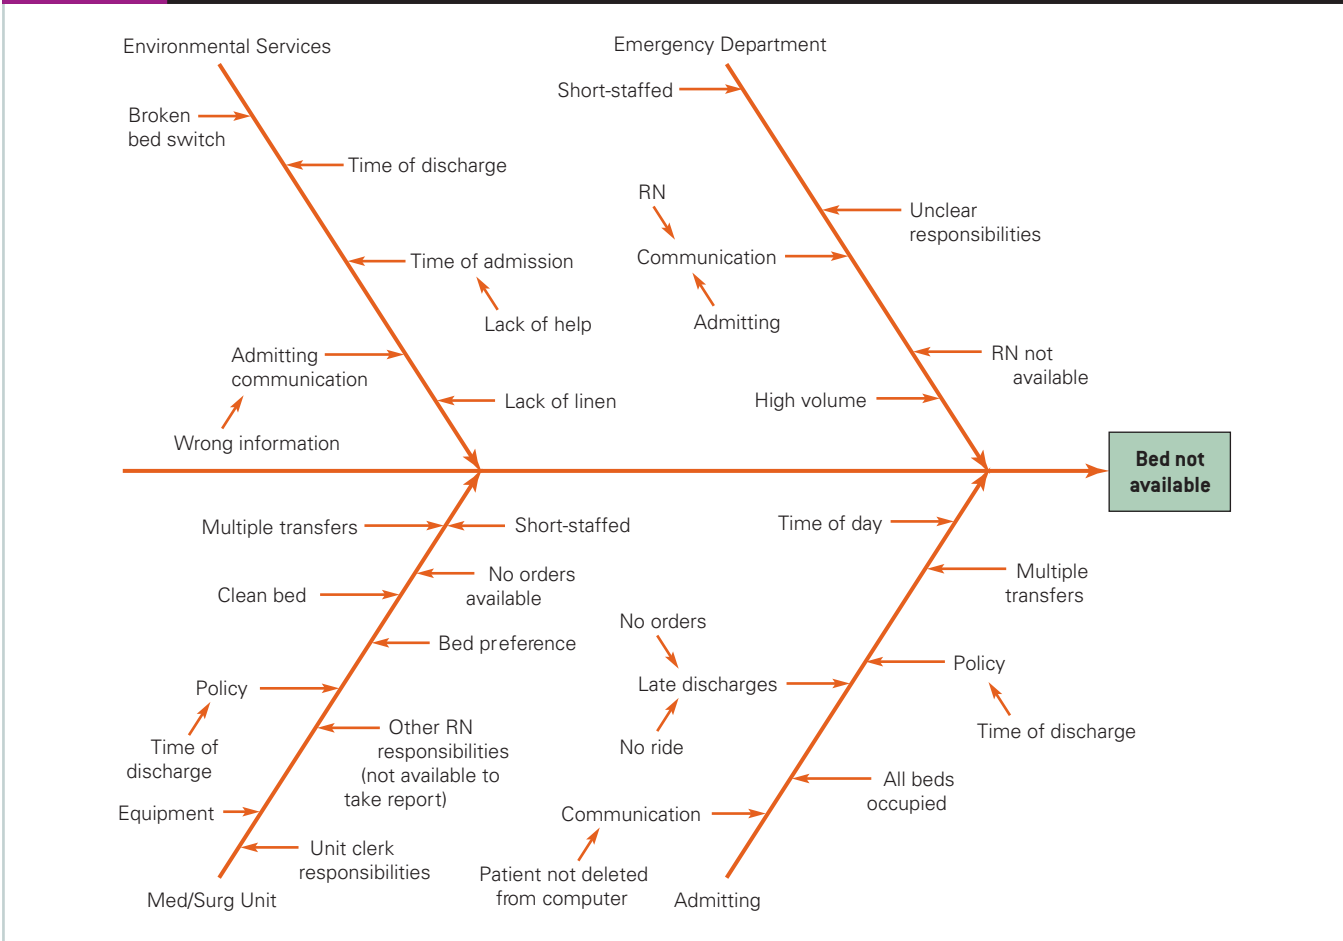 Environmental Services
Emergency Department
Short-staffed
Broken
bed switch
Time of discharge
RN
Unclear
responsibilities
Communication
Time of admission
Admitting
Lack of help
Admitting
communication
RN not
available
Lack of linen
High volume
Wrong information
Bed not
available
Multiple transfers
Short-staffed
Time of day
No orders
available
Multiple
transfers
Clean bed
No orders
Bed preference
Policy
Late discharges
Policy
Time of
discharge
Other RN
responsibilities
(not available to
take report)
No ride
Time of discharge
All beds
occupied
Equipment
Communication
Unit clerk
responsibilities
Patient not deleted
from computer
Med/Surg Unit
Admitting